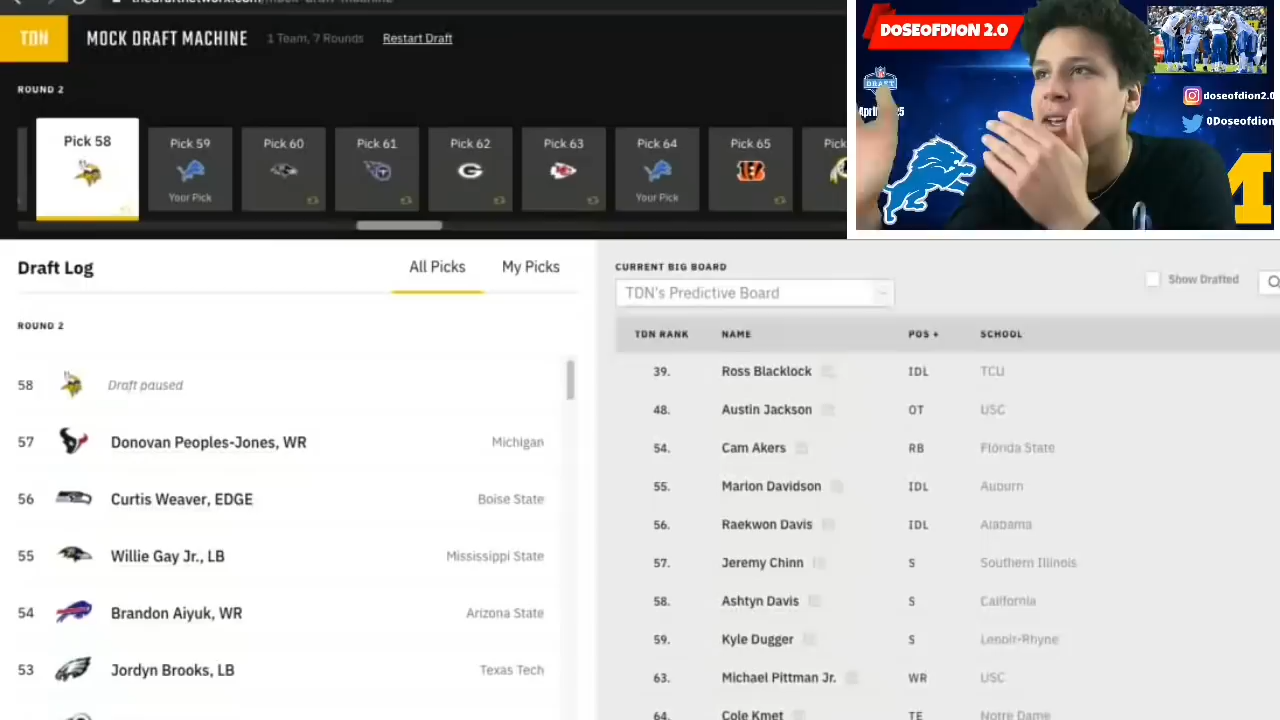 TDN MOCK DRAFT MACHINE 1 Team, 7 Rounds Restart Draft
ROUND 2
Pick 58
Pick 59
Your Pick
Pick 60
Pick 61
Pick 62
Pick 63
Pick 64
Your Pick
Pick 65
DOSEOFDION 2.0
DRAFT
doseofdion2.0
Draft Log
All Picks
My Picks
ROUND 2
58 Draft paused
57 Donovan Peoples-Jones, WR Michigan
56 Curtis Weaver, EDGE Boise State
55 Willie Gay Jr., LB Mississippi State
54 Brandon Aiyuk, WR Arizona State
53 Jordyn Brooks, LB Texas Tech
CURRENT BIG BOARD
TDN's Predictive Board
Show Drafted
TDN RANK NAME POS SCHOOL
39. Ross Blacklock IDL TCU
48. Austin Jackson OT USC
54. Cam Akers RB Florida State
55. Marlon Davidson IDL Auburn
56. Raekwon Davis IDL Alabama
57. Jeremy Chinn S Southern Illinois
58. Ashtyn Davis S California
59. Kyle Dugger S Lenoir-Rhyne
63. Michael Pittman Jr. WR USC
64. Cole Kmet TE Notre Dame